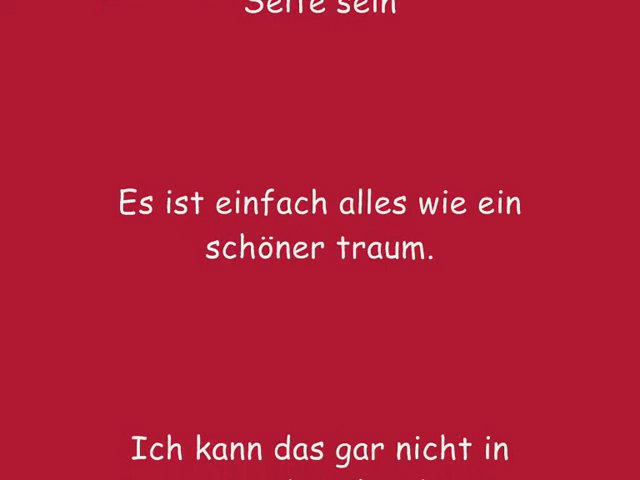 Seite sein
Es ist einfach alles wie ein
schöner traum.
Ich kann das gar nicht in